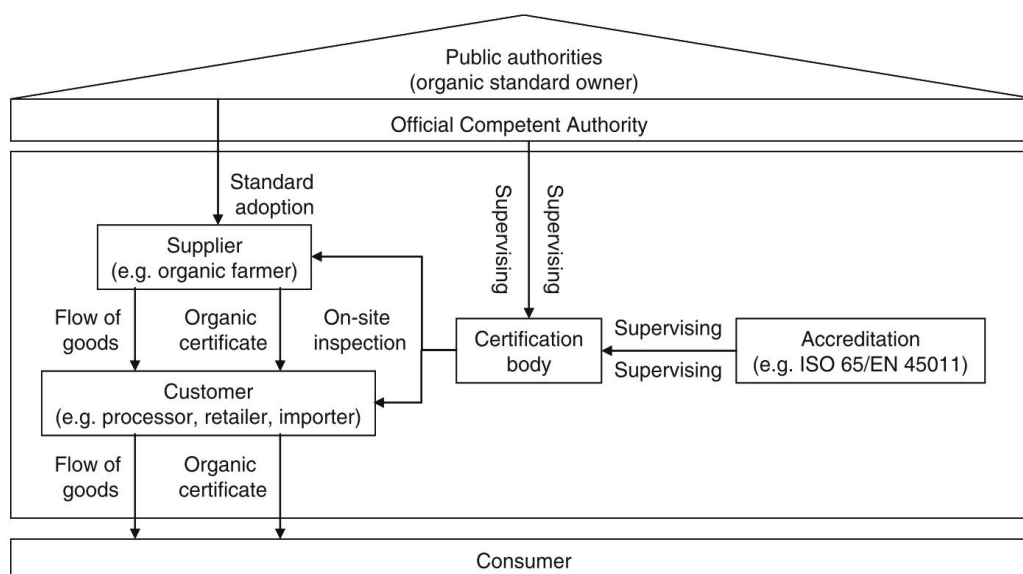 Public authorities
(organic standard owner)
Official Competent Authority
Standard
adoption
Supervising
Supervising
Supplier
(e.g. organic farmer)
Flow of
goods
Organic
certificate
On-site
inspection
Certification
body
Supervising
Supervising
Accreditation
(e.g. ISO 65/EN 45011)
Customer
(e.g. processor, retailer, importer)
Flow of
goods
Organic
certificate
Consumer